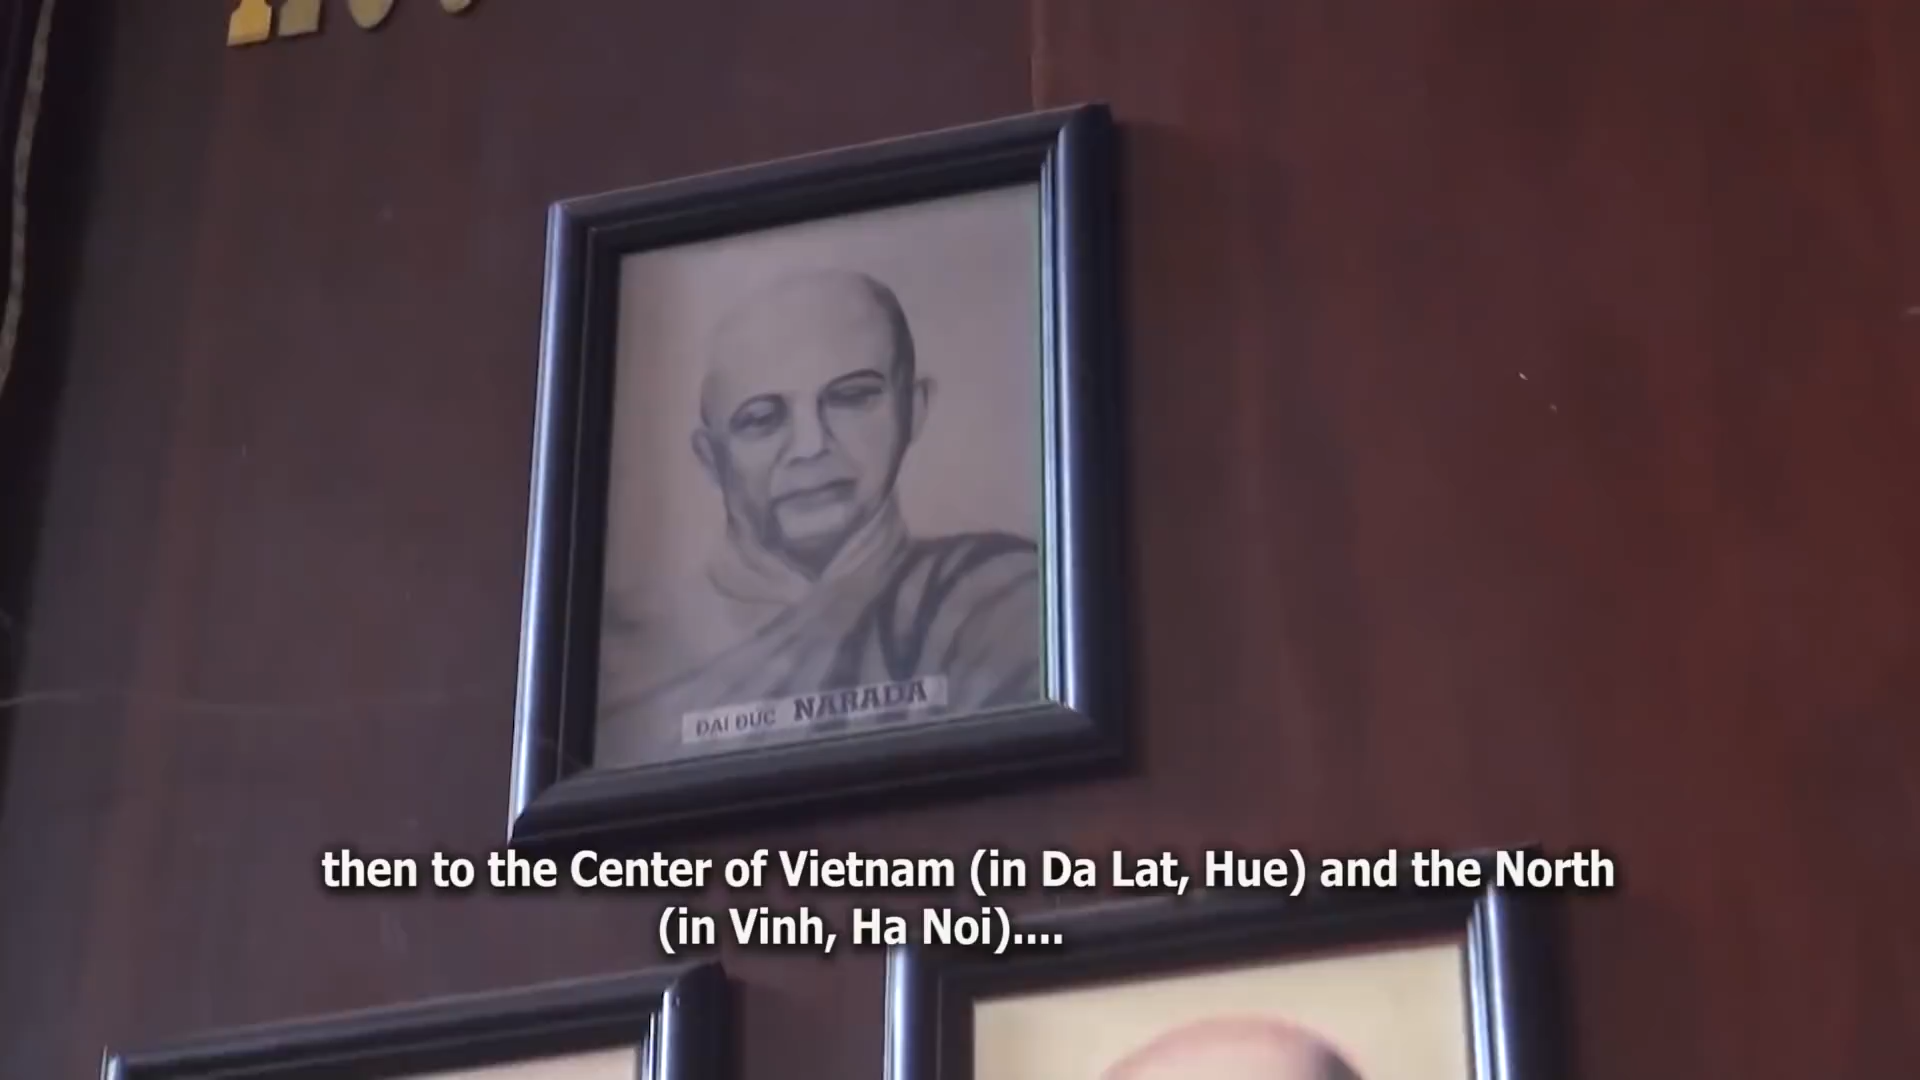 ĐẠI ĐỨC NARADA
then to the Center of Vietnam (in Da Lat, Hue) and the North
(in Vinh, Ha Noi)....